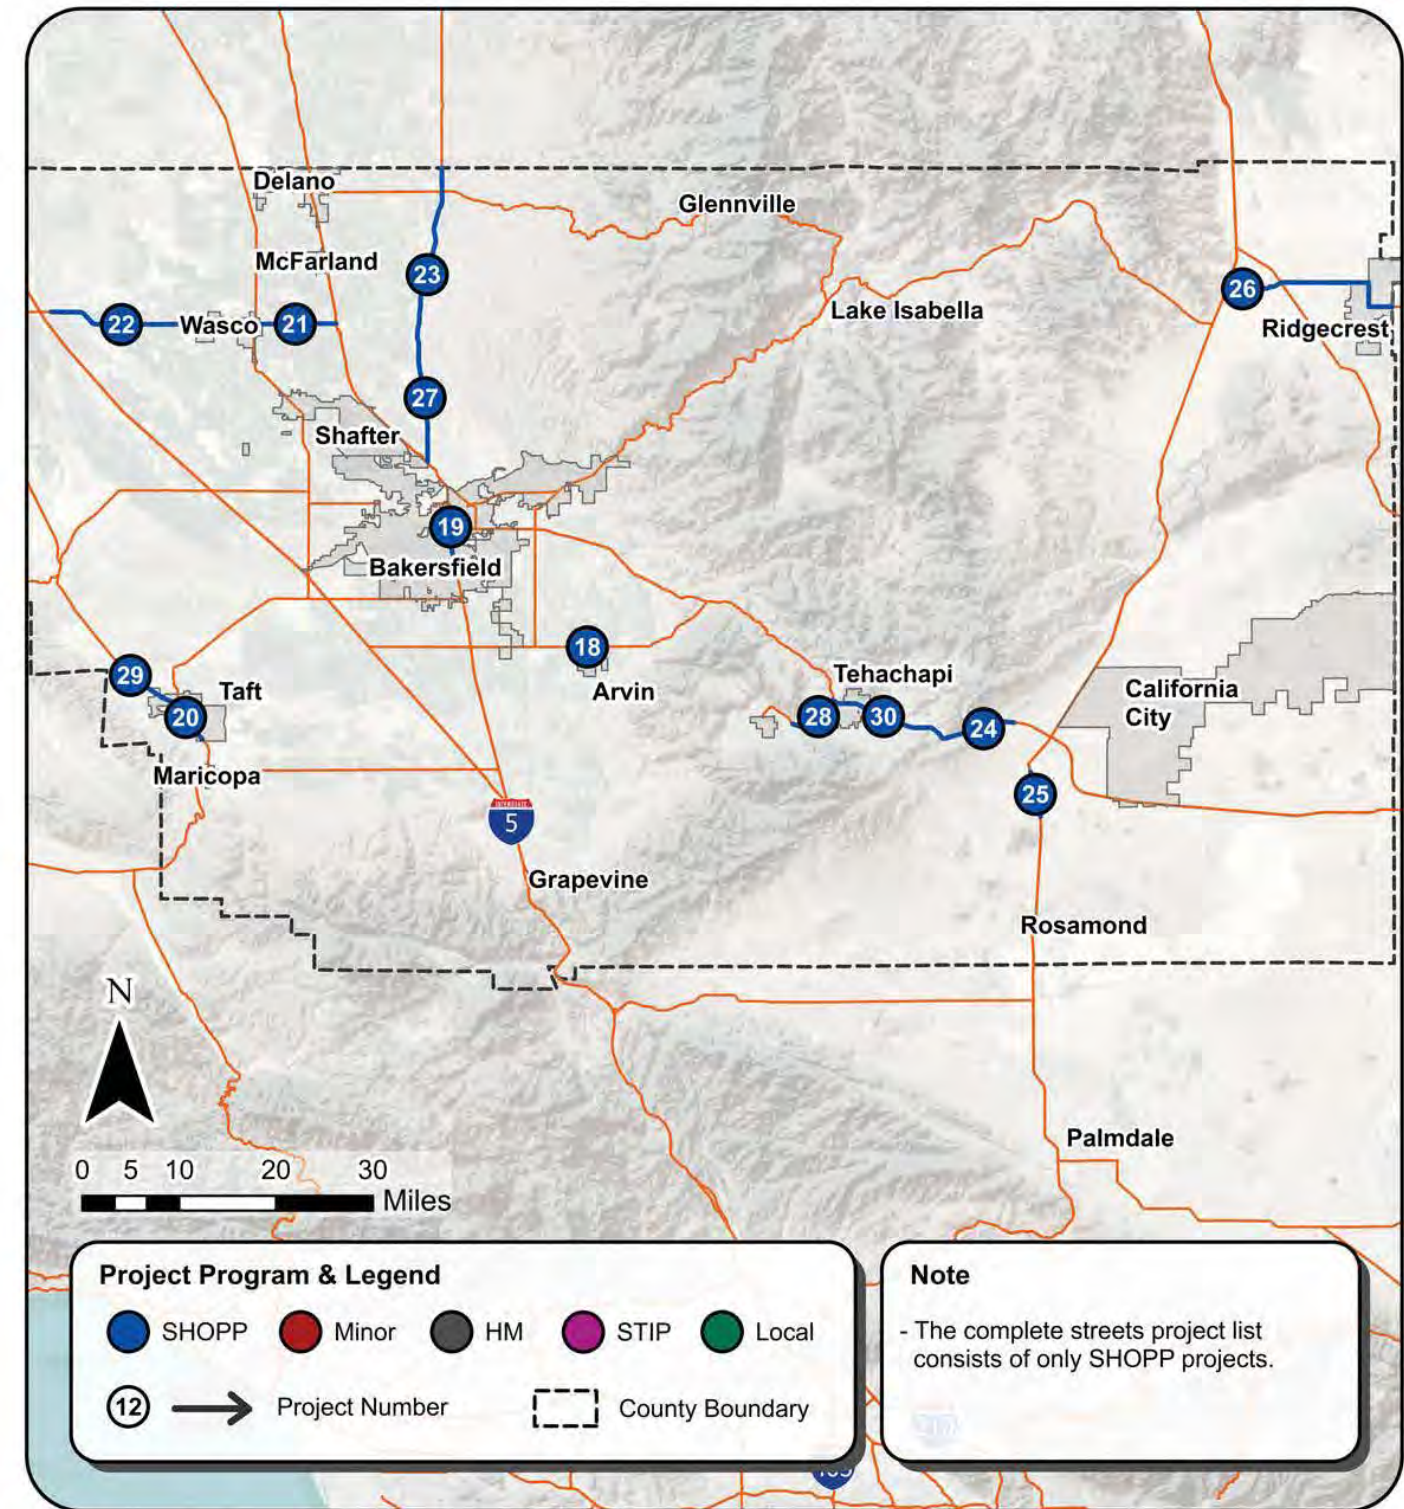 Delano
Glennville
McFarland
23
26
22
Wasco
21
Lake Isabella
Ridgecrest
27
Shafter
19
Bakersfield
18
29
Tehachapi
Taft
Arvin
California
City
20
28
30
24
Maricopa
25
INTERSTATE
5
Grapevine
Rosamond
N
Palmdale
0 5 10 20 30
Miles
Project Program & Legend
SHOPP Minor HM STIP Local
12 Project Number County Boundary
Note
- The complete streets project list
consists of only SHOPP projects.